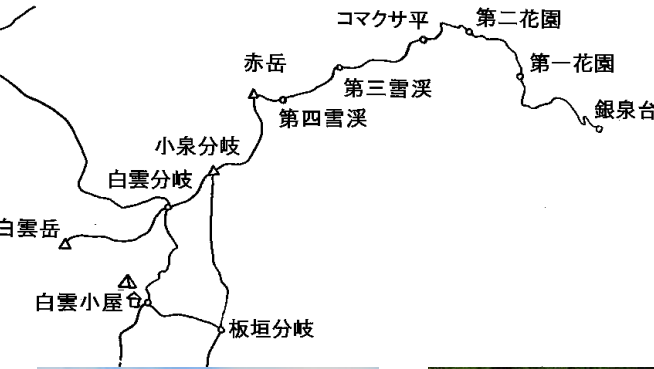 コマクサ平
第二花園
赤岳
第一花園
第三雪渓
銀泉台
第四雪渓
小泉分岐
白雲分岐
白雲岳
白雲小屋
板垣分岐